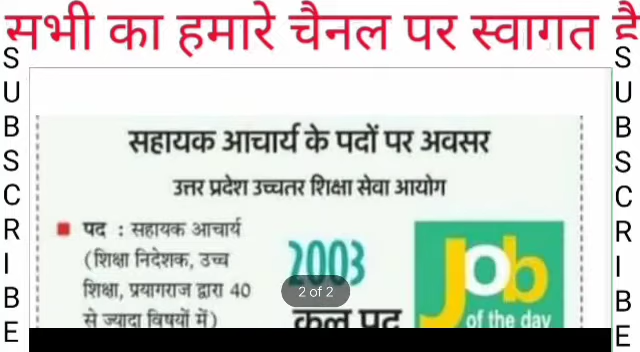 सभी का हमारे चैनल पर स्वागत है
SUBSCRIBE
सहायक आचार्य के पदों पर अवसर
उत्तर प्रदेश उच्चतर शिक्षा सेवा आयोग
पद : सहायक आचार्य
(शिक्षा निदेशक, उच्च
शिक्षा, प्रयागराज द्वारा 40
से ज्यादा विषयों में)
2003
कुल पद
2 of 2
Job
of the day
SUBSCRIBE